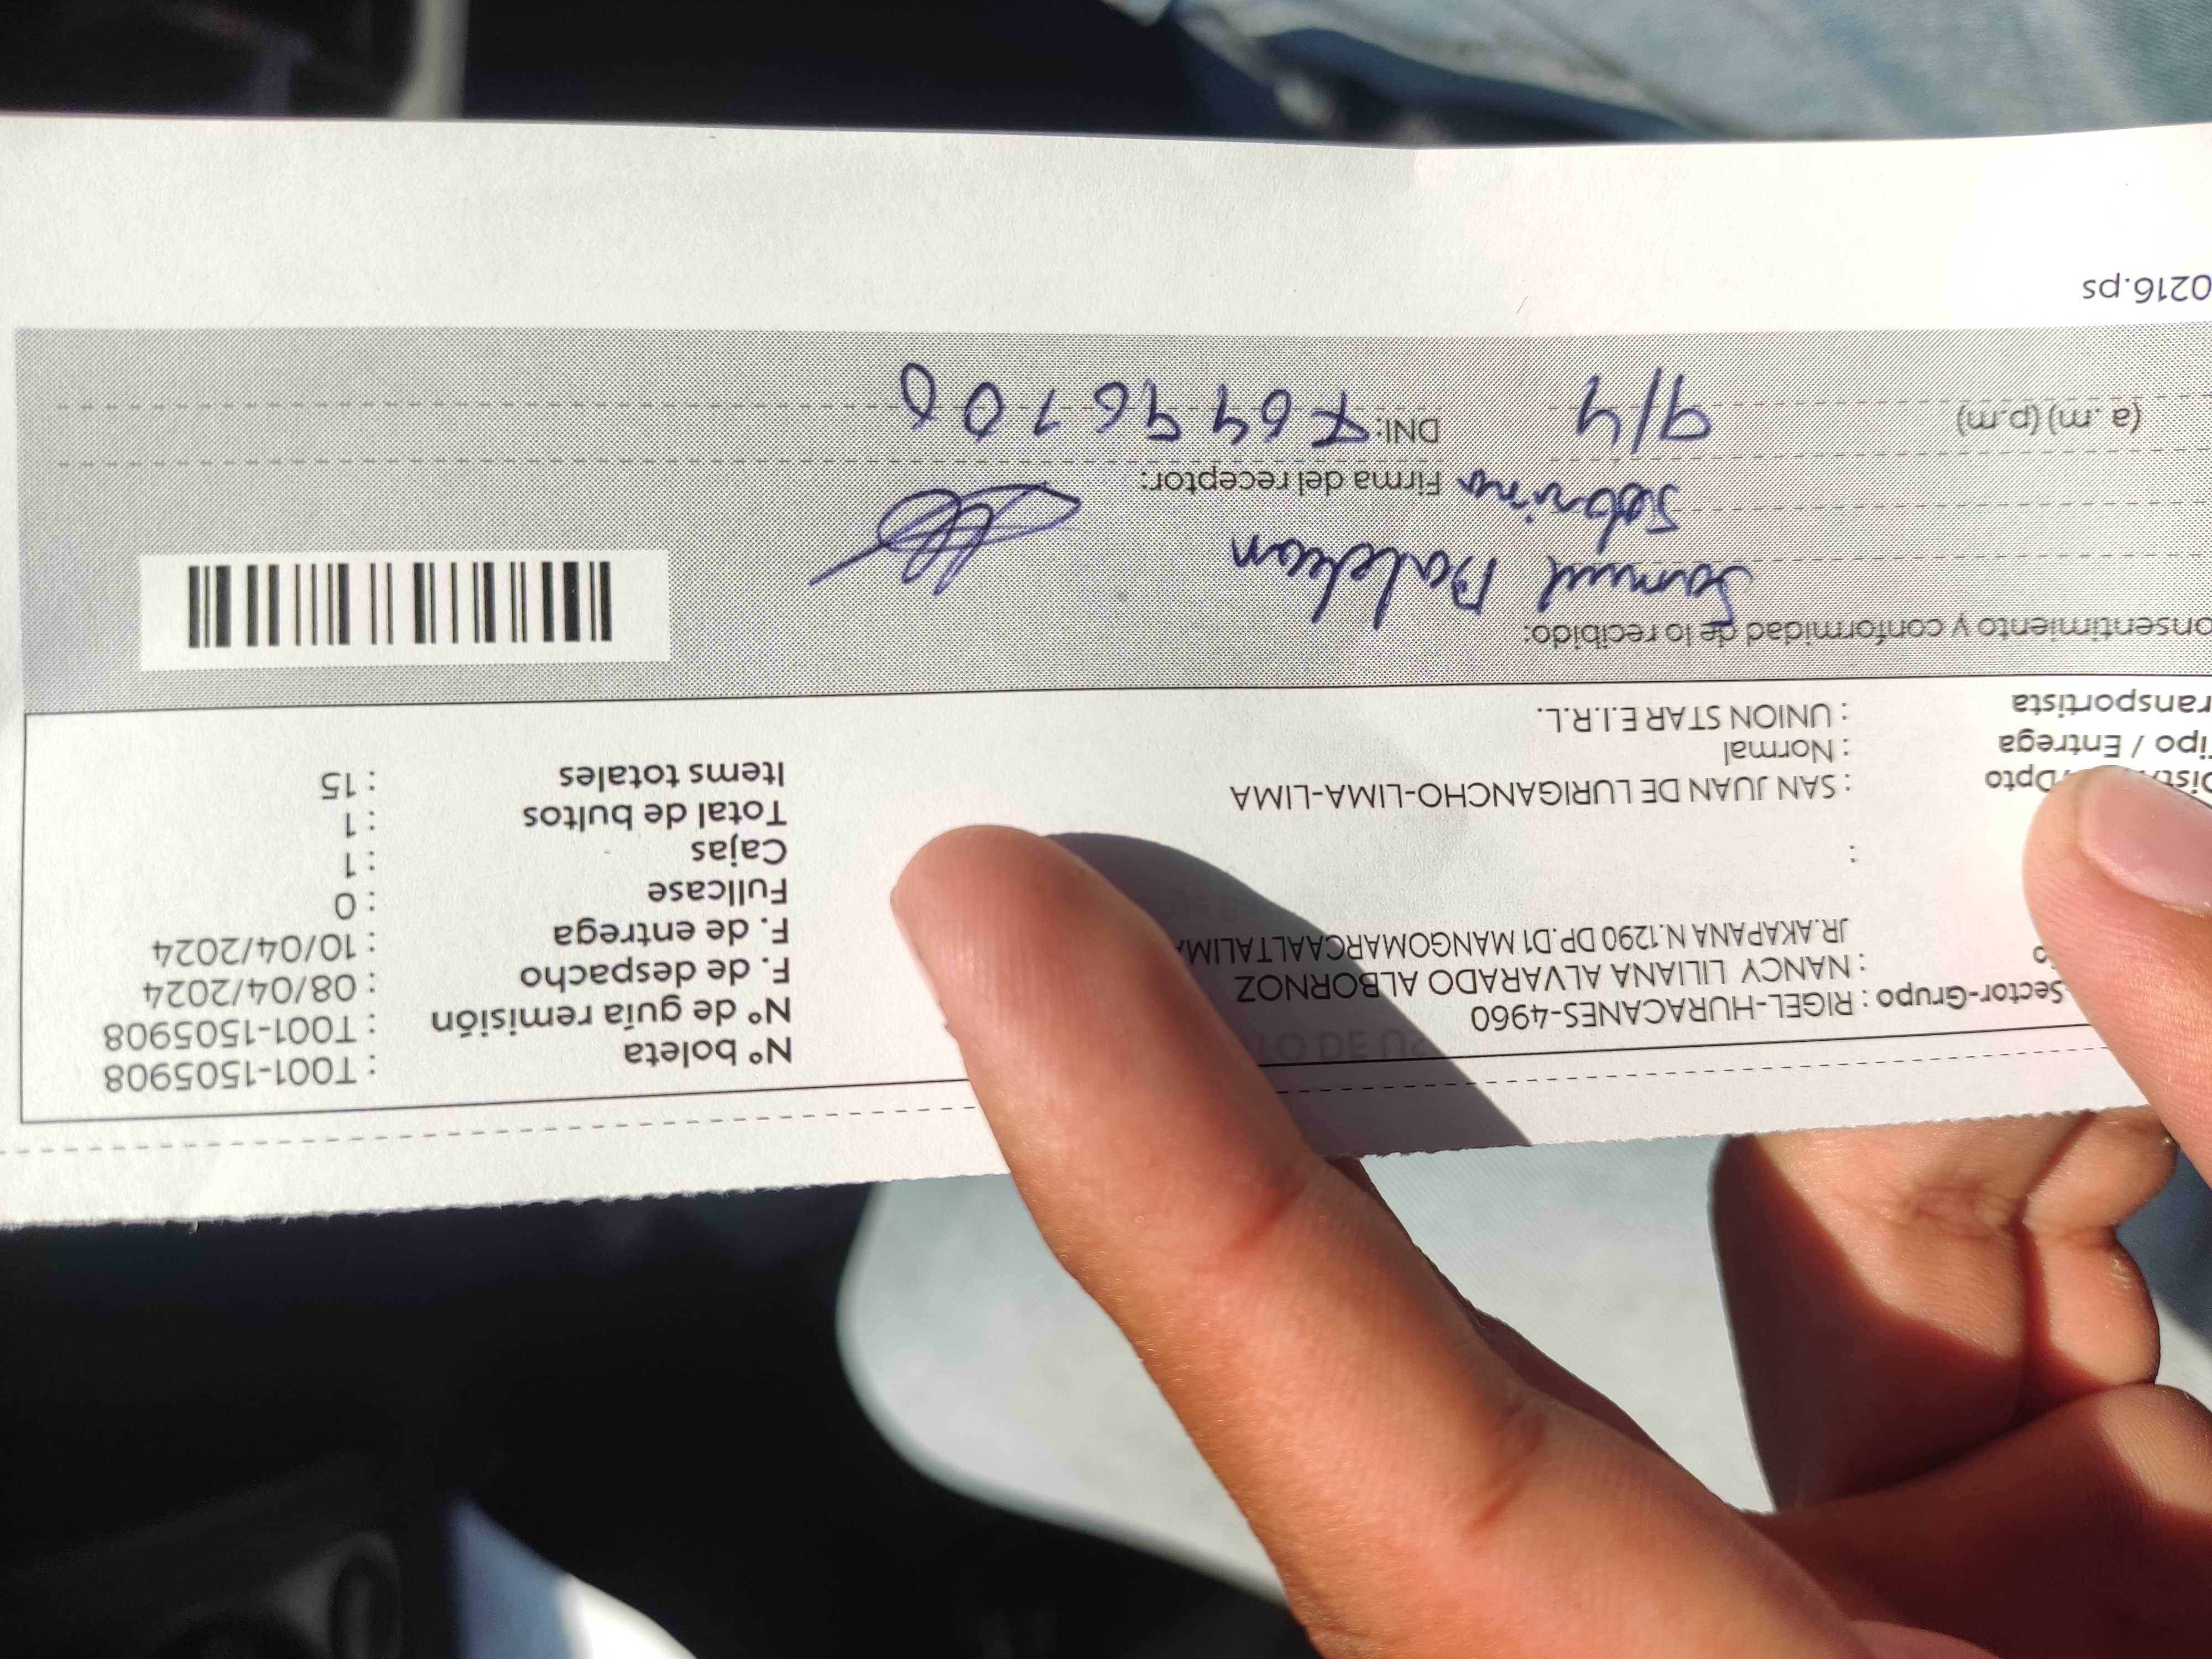 Nº boleta : T001-1505908
Sector-Grupo : RIGEL-HURACANES-4960
Nº de guía remisión : T001-1505908
: NANCY LILIANA ALVARADO ALBORNOZ
F. de despacho : 08/04/2024
JR.AKAPANA N.1290 DP.D1 MANGOMARCAALTALIMA
F. de entrega : 10/04/2024
Fullcase : 0
:
Cajas : 1
Dpto : SAN JUAN DE LURIGANCHO-LIMA-LIMA
Total de bultos : 1
ipo / Entrega : Normal
Items totales : 15
ransportista : UNION STAR E.I.R.L.
onsentimiento y conformidad de lo recibido:
Samuel
Sobrino Firma del receptor:
(a.m) (p.m) 9/4 DNI:
0216.ps